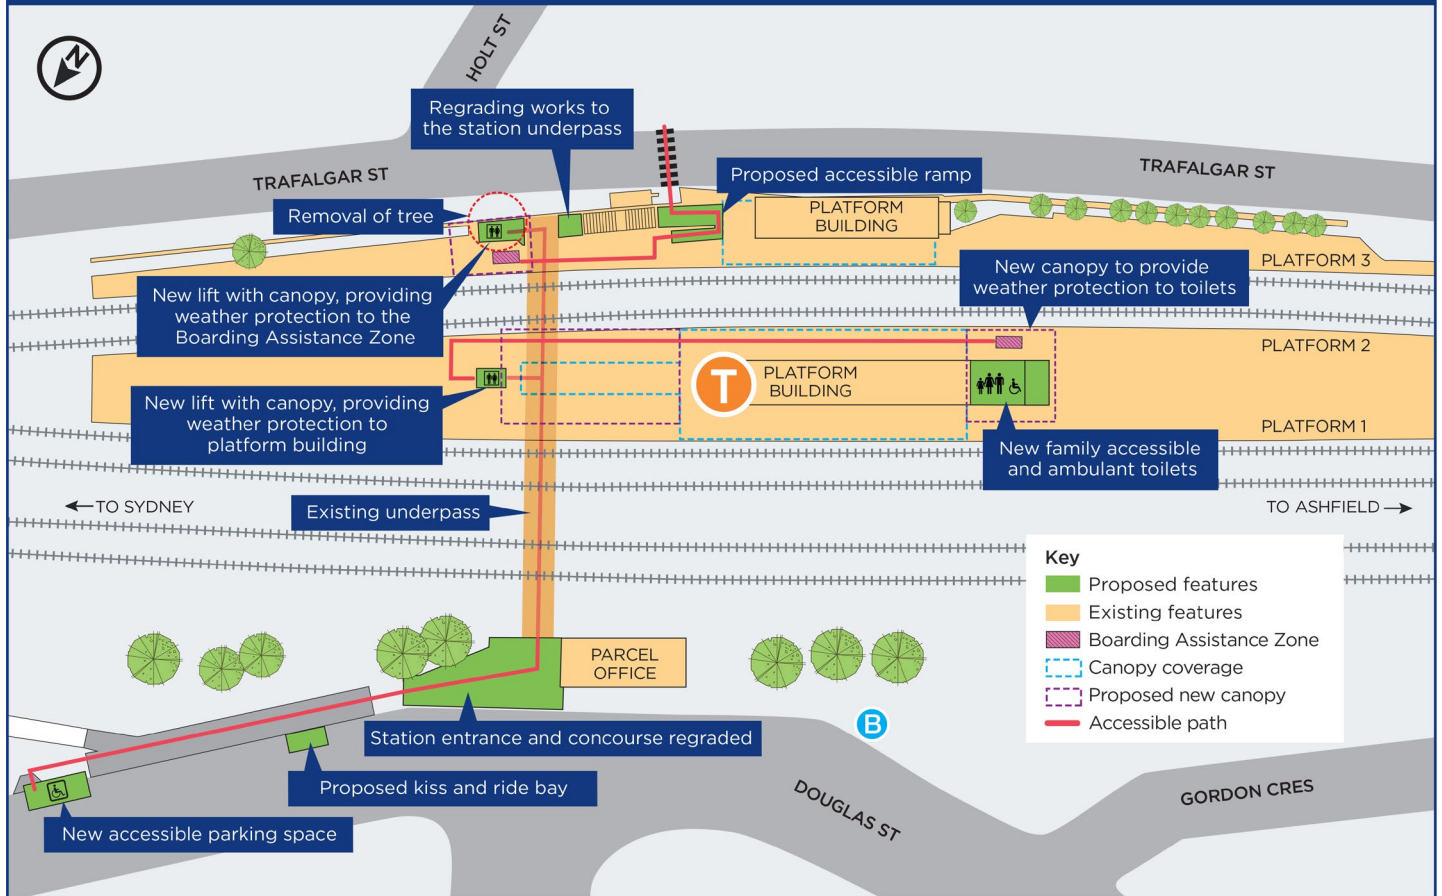 N
HOLT ST
Regrading works to
the station underpass
TRAFALGAR ST
TRAFALGAR ST
Proposed accessible ramp
Removal of tree
PLATFORM
BUILDING
PLATFORM 3
New lift with canopy, providing
weather protection to the
Boarding Assistance Zone
New canopy to provide
weather protection to toilets
PLATFORM 2
T
PLATFORM
BUILDING
New lift with canopy, providing
weather protection to
platform building
PLATFORM 1
New family accessible
and ambulant toilets
TO SYDNEY
Existing underpass
TO ASHFIELD
Key
Proposed features
Existing features
Boarding Assistance Zone
Canopy coverage
Proposed new canopy
Accessible path
PARCEL
OFFICE
B
Station entrance and concourse regraded
Proposed kiss and ride bay
New accessible parking space
DOUGLAS ST
GORDON CRES